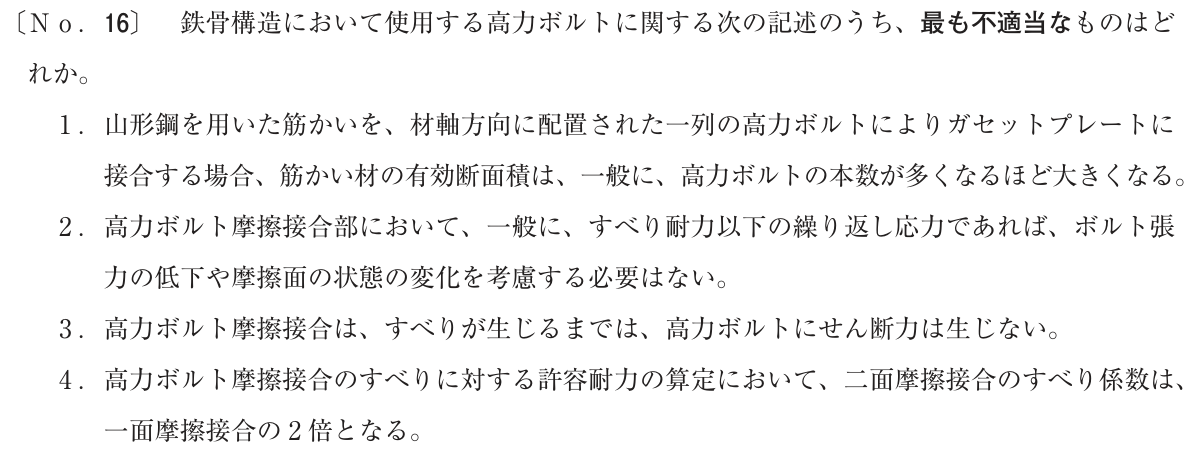 〔Ｎｏ．16〕　鉄骨構造において使用する高力ボルトに関する次の記述のうち、最も不適当なものはど
れか。
１．山形鋼を用いた筋かいを、材軸方向に配置された一列の高力ボルトによりガセットプレートに
接合する場合、筋かい材の有効断面積は、一般に、高力ボルトの本数が多くなるほど大きくなる。
２．高力ボルト摩擦接合部において、一般に、すべり耐力以下の繰り返し応力であれば、ボルト張
力の低下や摩擦面の状態の変化を考慮する必要はない。
３．高力ボルト摩擦接合は、すべりが生じるまでは、高力ボルトにせん断力は生じない。
４．高力ボルト摩擦接合のすべりに対する許容耐力の算定において、二面摩擦接合のすべり係数は、
一面摩擦接合の２倍となる。